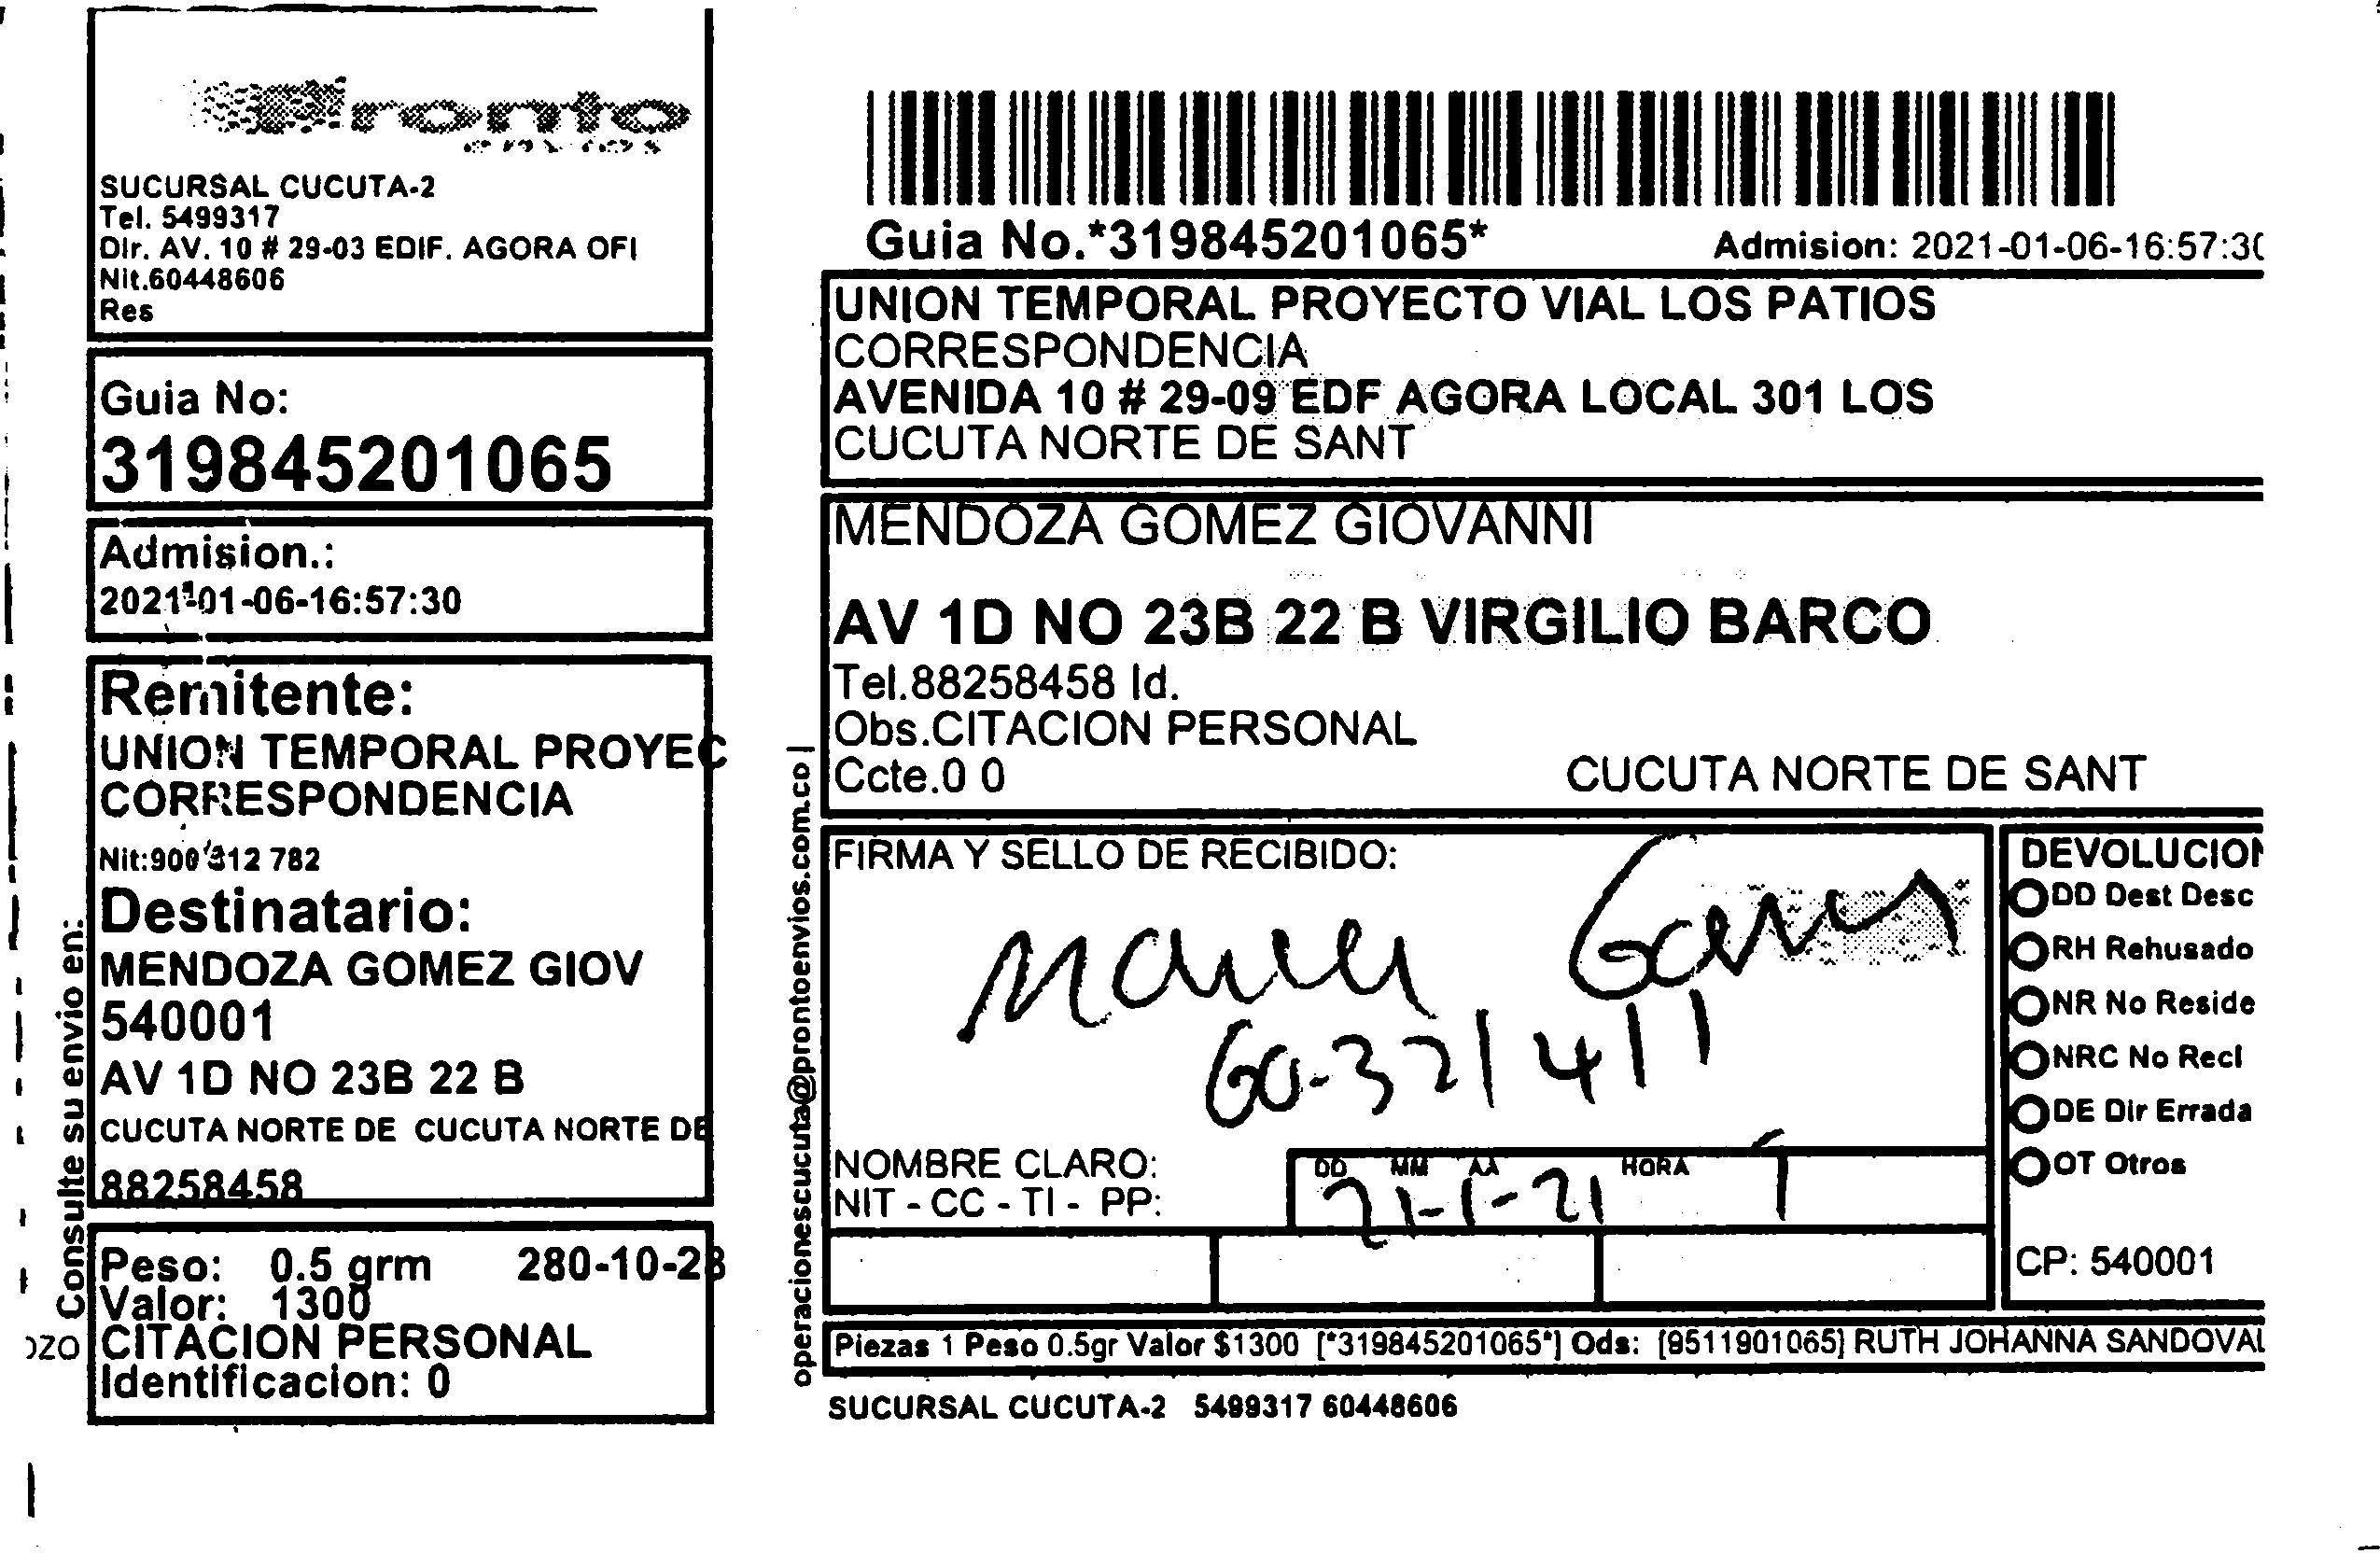 Pronto
envios
SUCURSAL CUCUTA-2
Tel. 5499317
Dir. AV. 10 # 29-03 EDIF. AGORA OFI
Nit.60448606
Res
Guia No:
319845201065
Admision.:
2021-01-06-16:57:30
Remitente:
UNION TEMPORAL PROYEC
CORRESPONDENCIA
Nit:900 312 782
Destinatario:
MENDOZA GOMEZ GIOV
540001
AV 1D NO 23B 22 B
CUCUTA NORTE DE CUCUTA NORTE DE
88258458
Peso: 0.5 grm 280-10-2
Valor: 1300
CITACION PERSONAL
Identificacion: 0
Consulte su envio en:
Guia No.*319845201065* Admision: 2021-01-06-16:57:30
UNION TEMPORAL PROYECTO VIAL LOS PATIOS
CORRESPONDENCIA
AVENIDA 10 # 29-09 EDF AGORA LOCAL 301 LOS
CUCUTA NORTE DE SANT
MENDOZA GOMEZ GIOVANNI
AV 1D NO 23B 22 B VIRGILIO BARCO
Tel.88258458 Id.
Obs.CITACION PERSONAL
Ccte.0 0 CUCUTA NORTE DE SANT
operacionescucuta@prontoenvios.com.co |
FIRMA Y SELLO DE RECIBIDO:
60-321411
NOMBRE CLARO:
NIT - CC - TI - PP:
DD MM AA HORA
21-1-21
DEVOLUCION
DD Dest Desc
RH Rehusado
NR No Reside
NRC No Recl
DE Dir Errada
OT Otros
CP: 540001
Piezas 1 Peso 0.5gr Valor $1300 [*319845201065*] Ods: [9511901065] RUTH JOHANNA SANDOVAL
SUCURSAL CUCUTA-2 5499317 60448606